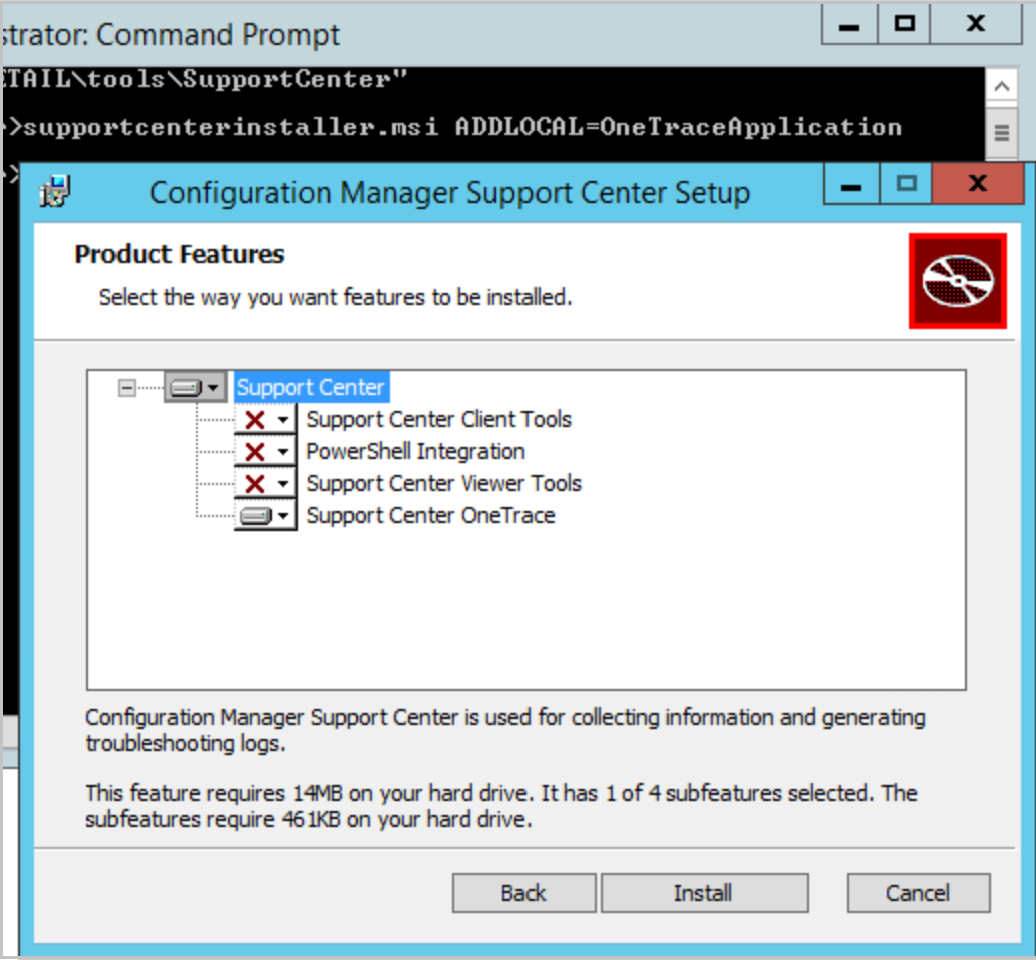 strator: Command Prompt
ETAIL\tools\SupportCenter"
>supportcenterinstaller.msi ADDLOCAL=OneTraceApplication
>
Configuration Manager Support Center Setup
Product Features
Select the way you want features to be installed.
Support Center
Support Center Client Tools
PowerShell Integration
Support Center Viewer Tools
Support Center OneTrace
Configuration Manager Support Center is used for collecting information and generating
troubleshooting logs.
This feature requires 14MB on your hard drive. It has 1 of 4 subfeatures selected. The
subfeatures require 461KB on your hard drive.
Back
Install
Cancel